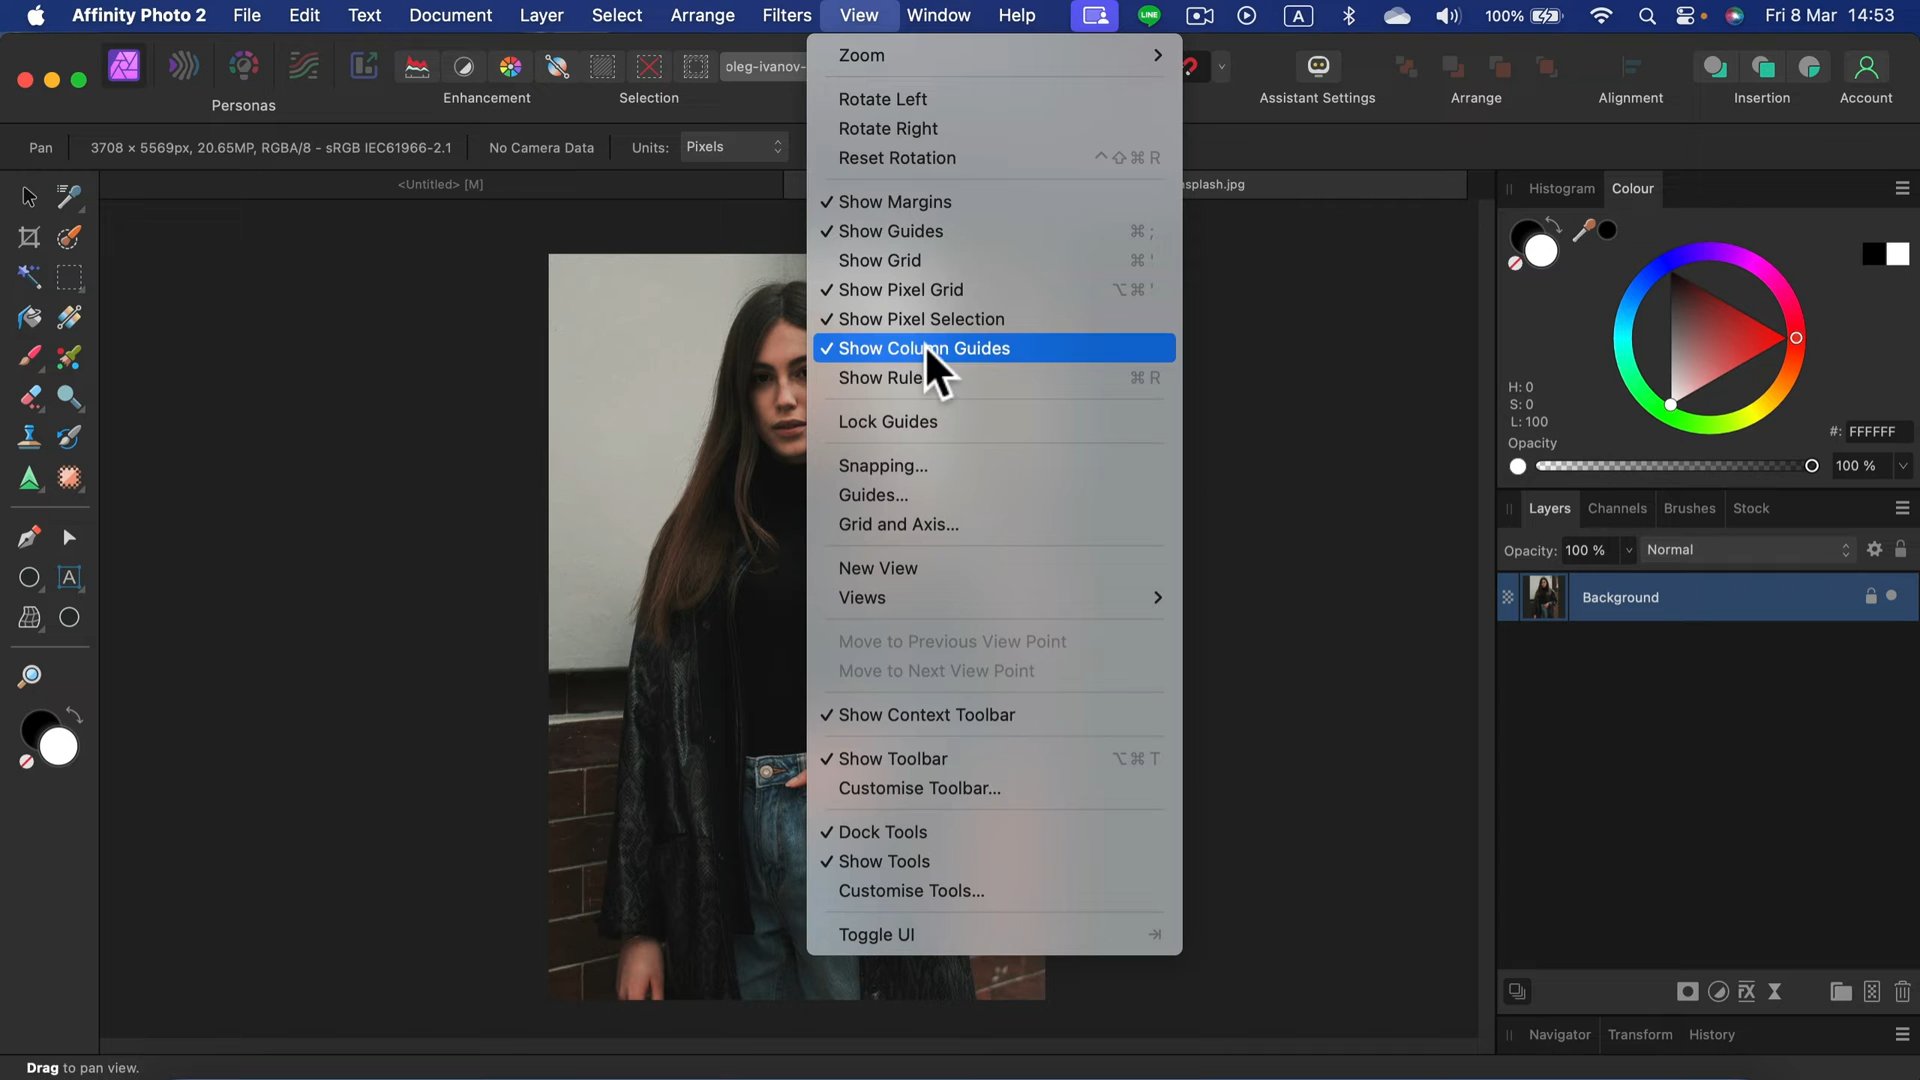 Affinity Photo 2 File Edit Text Document Layer Select Arrange Filters View Window Help LINE A 100% Fri 8 Mar 14:53
Personas
Enhancement
Selection
oleg-ivanov-
Assistant Settings
Arrange
Alignment
Insertion
Account
Pan 3708 × 5569px, 20.65MP, RGBA/8 - sRGB IEC61966-2.1 No Camera Data Units: Pixels
<Untitled> [M]
nsplash.jpg
Zoom
Rotate Left
Rotate Right
Reset Rotation ^⇧⌘R
✓ Show Margins
✓ Show Guides ⌘;
Show Grid ⌘'
✓ Show Pixel Grid ⌥⌘'
✓ Show Pixel Selection
✓ Show Column Guides
Show Rule ⌘R
Lock Guides
Snapping...
Guides...
Grid and Axis...
New View
Views
Move to Previous View Point
Move to Next View Point
✓ Show Context Toolbar
✓ Show Toolbar ⌥⌘T
Customise Toolbar...
✓ Dock Tools
✓ Show Tools
Customise Tools...
Toggle UI ⇥
Histogram Colour
H: 0
S: 0
L: 100
#: FFFFFF
Opacity
100 %
Layers Channels Brushes Stock
Opacity: 100 % Normal
Background
Navigator Transform History
A
Drag to pan view.